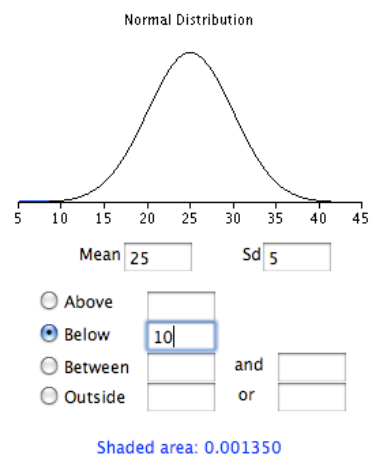 Normal Distribution
5 10 15 20 25 30 35 40 45
Mean 25 Sd 5
Above
Below 10
Between and
Outside or
Shaded area: 0.001350